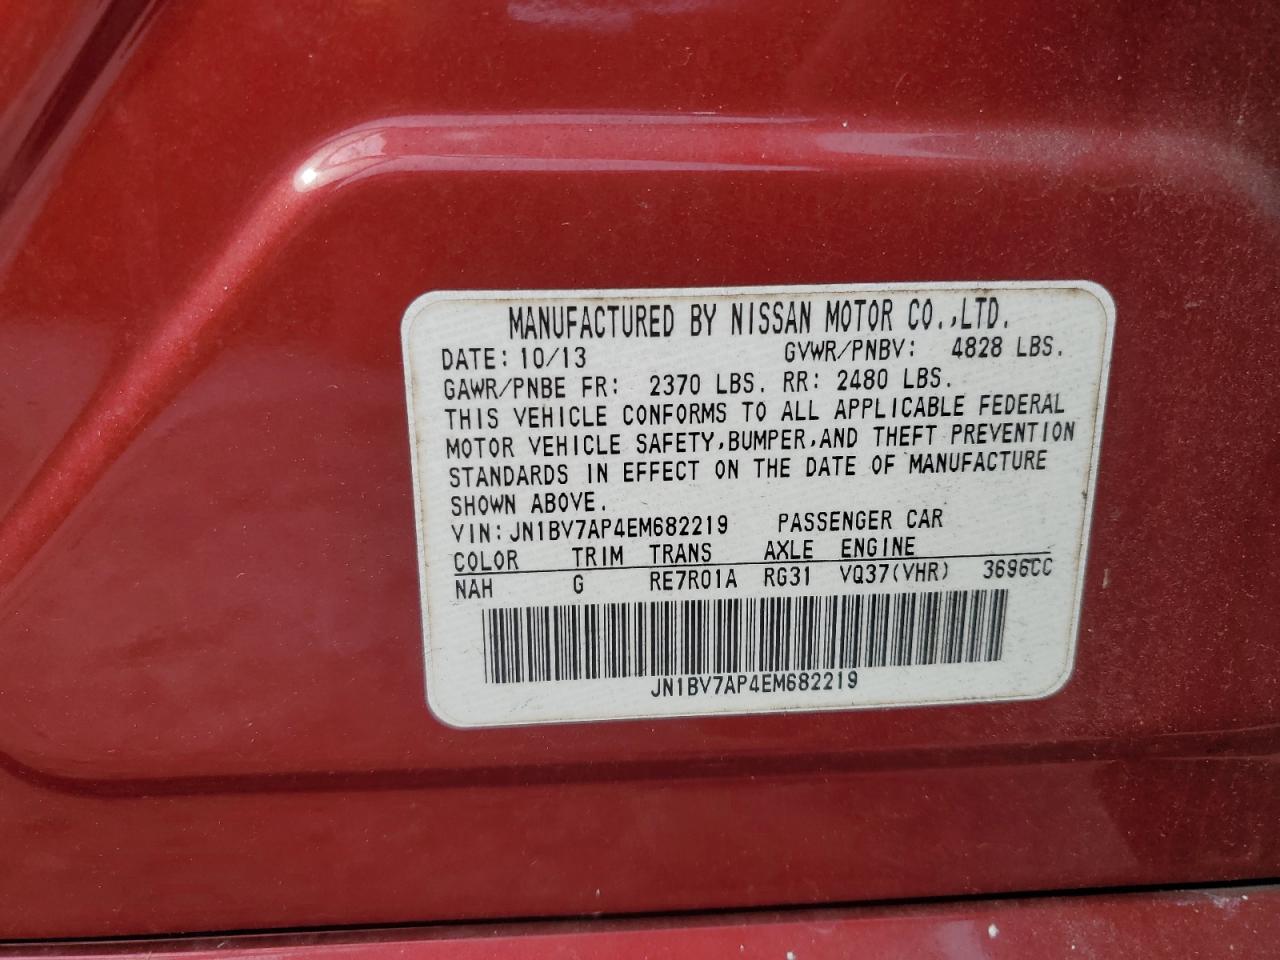 MANUFACTURED BY NISSAN MOTOR CO.,LTD.
DATE: 10/13 GVWR/PNBV: 4828 LBS.
GAWR/PNBE FR: 2370 LBS. RR: 2480 LBS.
THIS VEHICLE CONFORMS TO ALL APPLICABLE FEDERAL
MOTOR VEHICLE SAFETY,BUMPER,AND THEFT PREVENTION
STANDARDS IN EFFECT ON THE DATE OF MANUFACTURE
SHOWN ABOVE.
VIN:JN1BV7AP4EM682219 PASSENGER CAR
COLOR TRIM TRANS AXLE ENGINE
NAH G RE7R01A RG31 VQ37(VHR) 3696CC
JN1BV7AP4EM682219